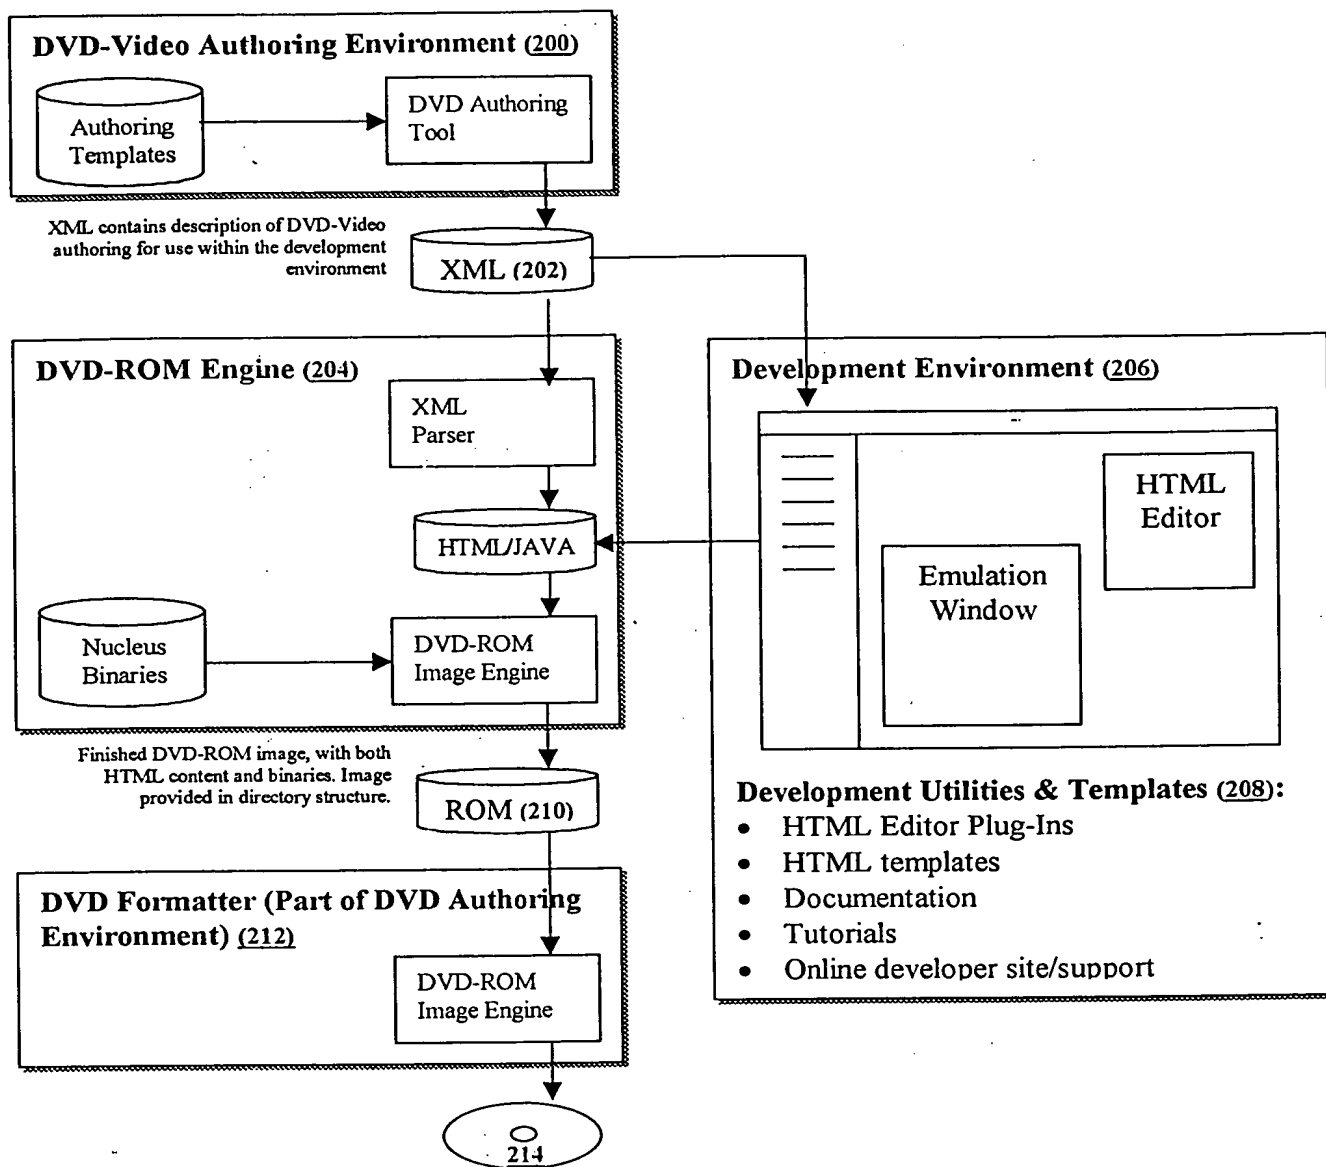 DVD-Video Authoring Environment (200)
Authoring
Templates
DVD Authoring
Tool
XML contains description of DVD-Video
authoring for use within the development
environment
XML (202)
DVD-ROM Engine (204)
XML
Parser
HTML/JAVA
Nucleus
Binaries
DVD-ROM
Image Engine
Finished DVD-ROM image, with both
HTML content and binaries. Image
provided in directory structure.
ROM (210)
DVD Formatter (Part of DVD Authoring
Environment) (212)
DVD-ROM
Image Engine
214
Development Environment (206)
HTML
Editor
Emulation
Window
Development Utilities & Templates (208):
• HTML Editor Plug-Ins
• HTML templates
• Documentation
• Tutorials
• Online developer site/support